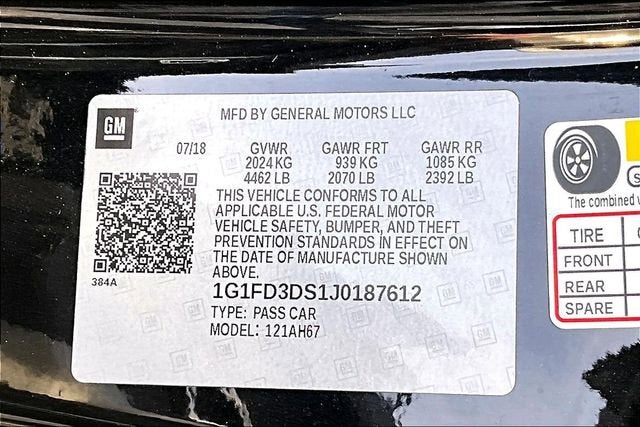 GM
MFD BY GENERAL MOTORS LLC
07/18 GVWR GAWR FRT GAWR RR
2024 KG 939 KG 1085 KG
4462 LB 2070 LB 2392 LB
THIS VEHICLE CONFORMS TO ALL
APPLICABLE U.S. FEDERAL MOTOR
VEHICLE SAFETY, BUMPER, AND THEFT
PREVENTION STANDARDS IN EFFECT ON
THE DATE OF MANUFACTURE SHOWN
ABOVE.
384A
1G1FD3DS1J0187612
TYPE: PASS CAR
MODEL: 121AH67
The combined
TIRE
FRONT
REAR
SPARE